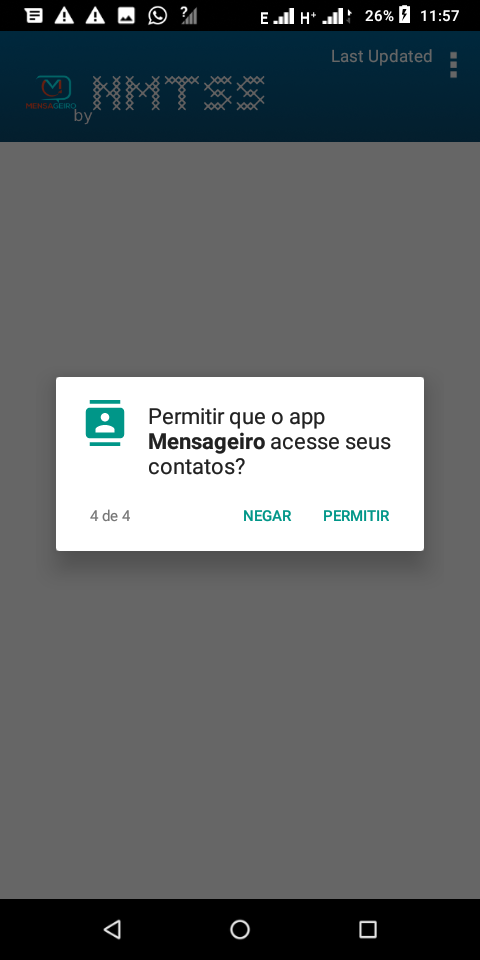 E H+ 26% 11:57
Last Updated
MENSAGEIRO
by HMTSS
Permitir que o app
Mensageiro acesse seus
contatos?
4 de 4 NEGAR PERMITIR